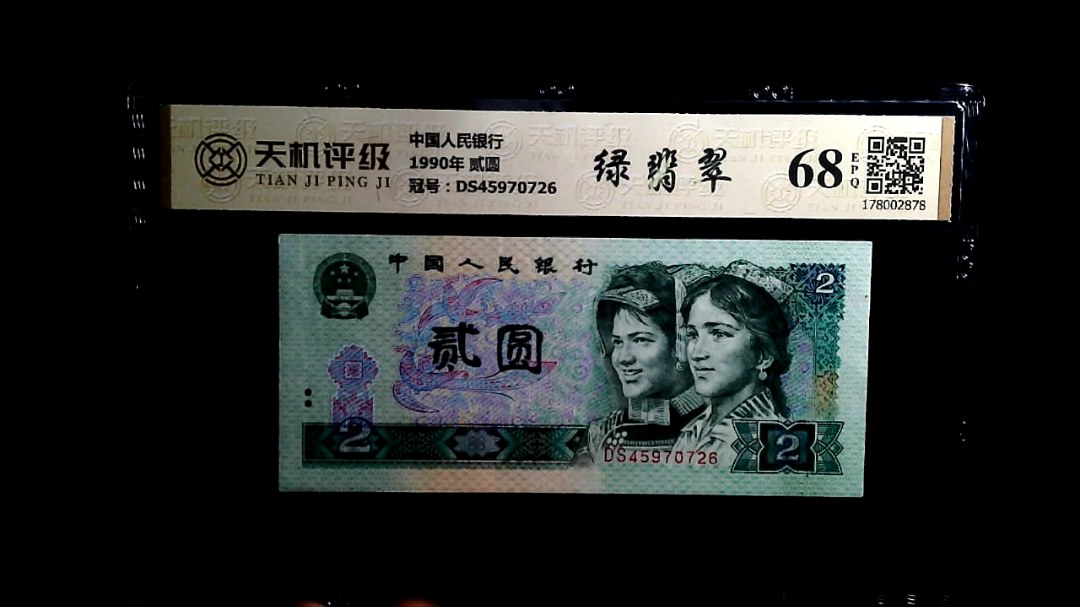 天机评级
TIAN JI PING JI
中国人民银行
1990年 贰圆
冠号：DS45970726
绿翡翠
68
EPQ
178002878
中国人民银行
2
贰圆
2
DS45970726
2